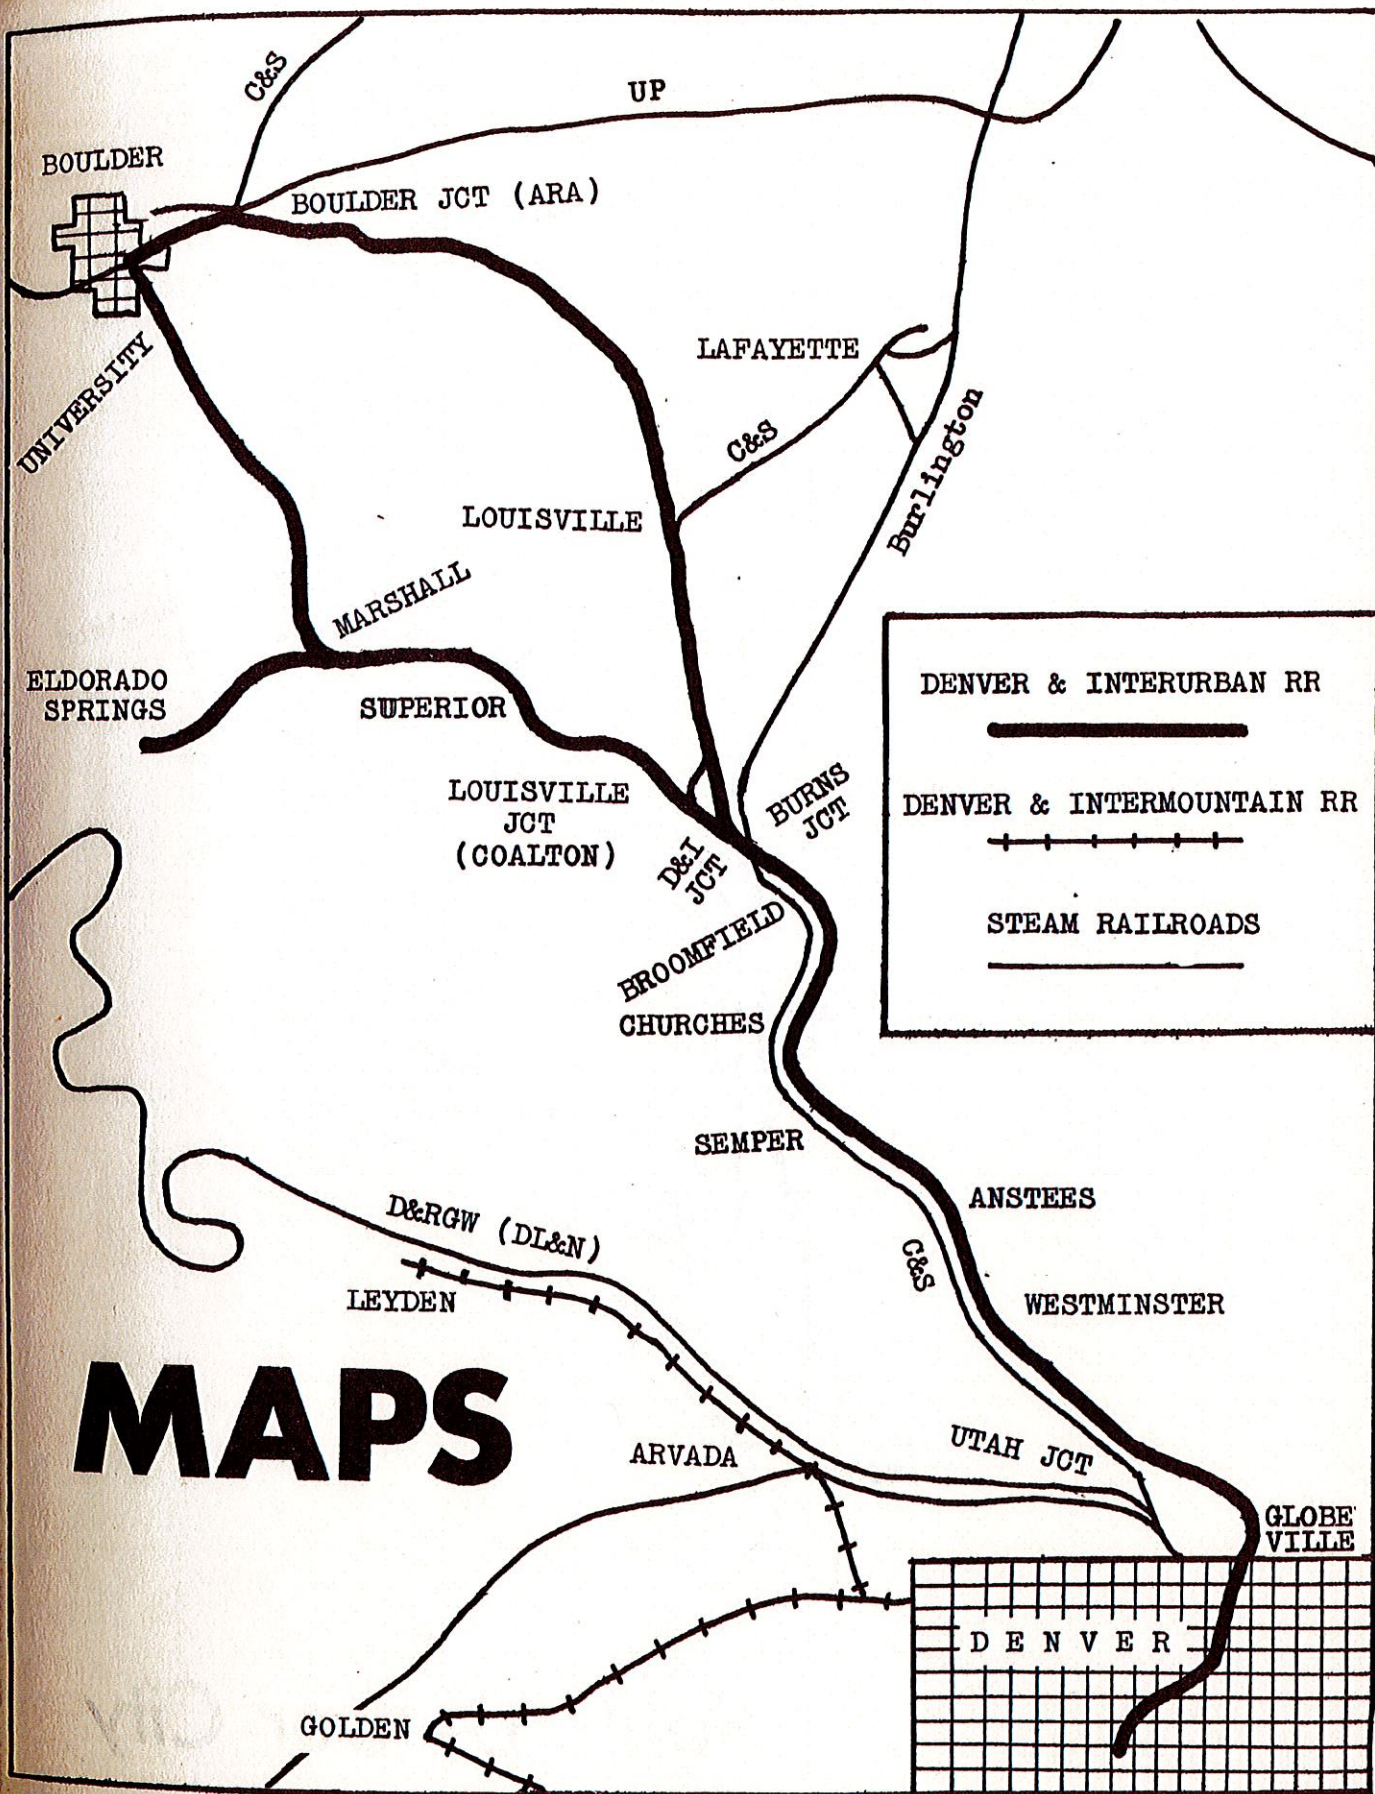 C&S
UP
BOULDER
BOULDER JCT (ARA)
UNIVERSITY
LAFAYETTE
C&S
Burlington
LOUISVILLE
MARSHALL
ELDORADO
SPRINGS
SUPERIOR
LOUISVILLE
JCT
(COALTON)
BURNS
JCT
D&I
JCT
DENVER & INTERURBAN RR
DENVER & INTERMOUNTAIN RR
STEAM RAILROADS
BROOMFIELD
CHURCHES
SEMPER
ANSTEES
C&S
D&RGW (DL&N)
LEYDEN
WESTMINSTER
MAPS
ARVADA
UTAH JCT
GLOBE
VILLE
DENVER
GOLDEN